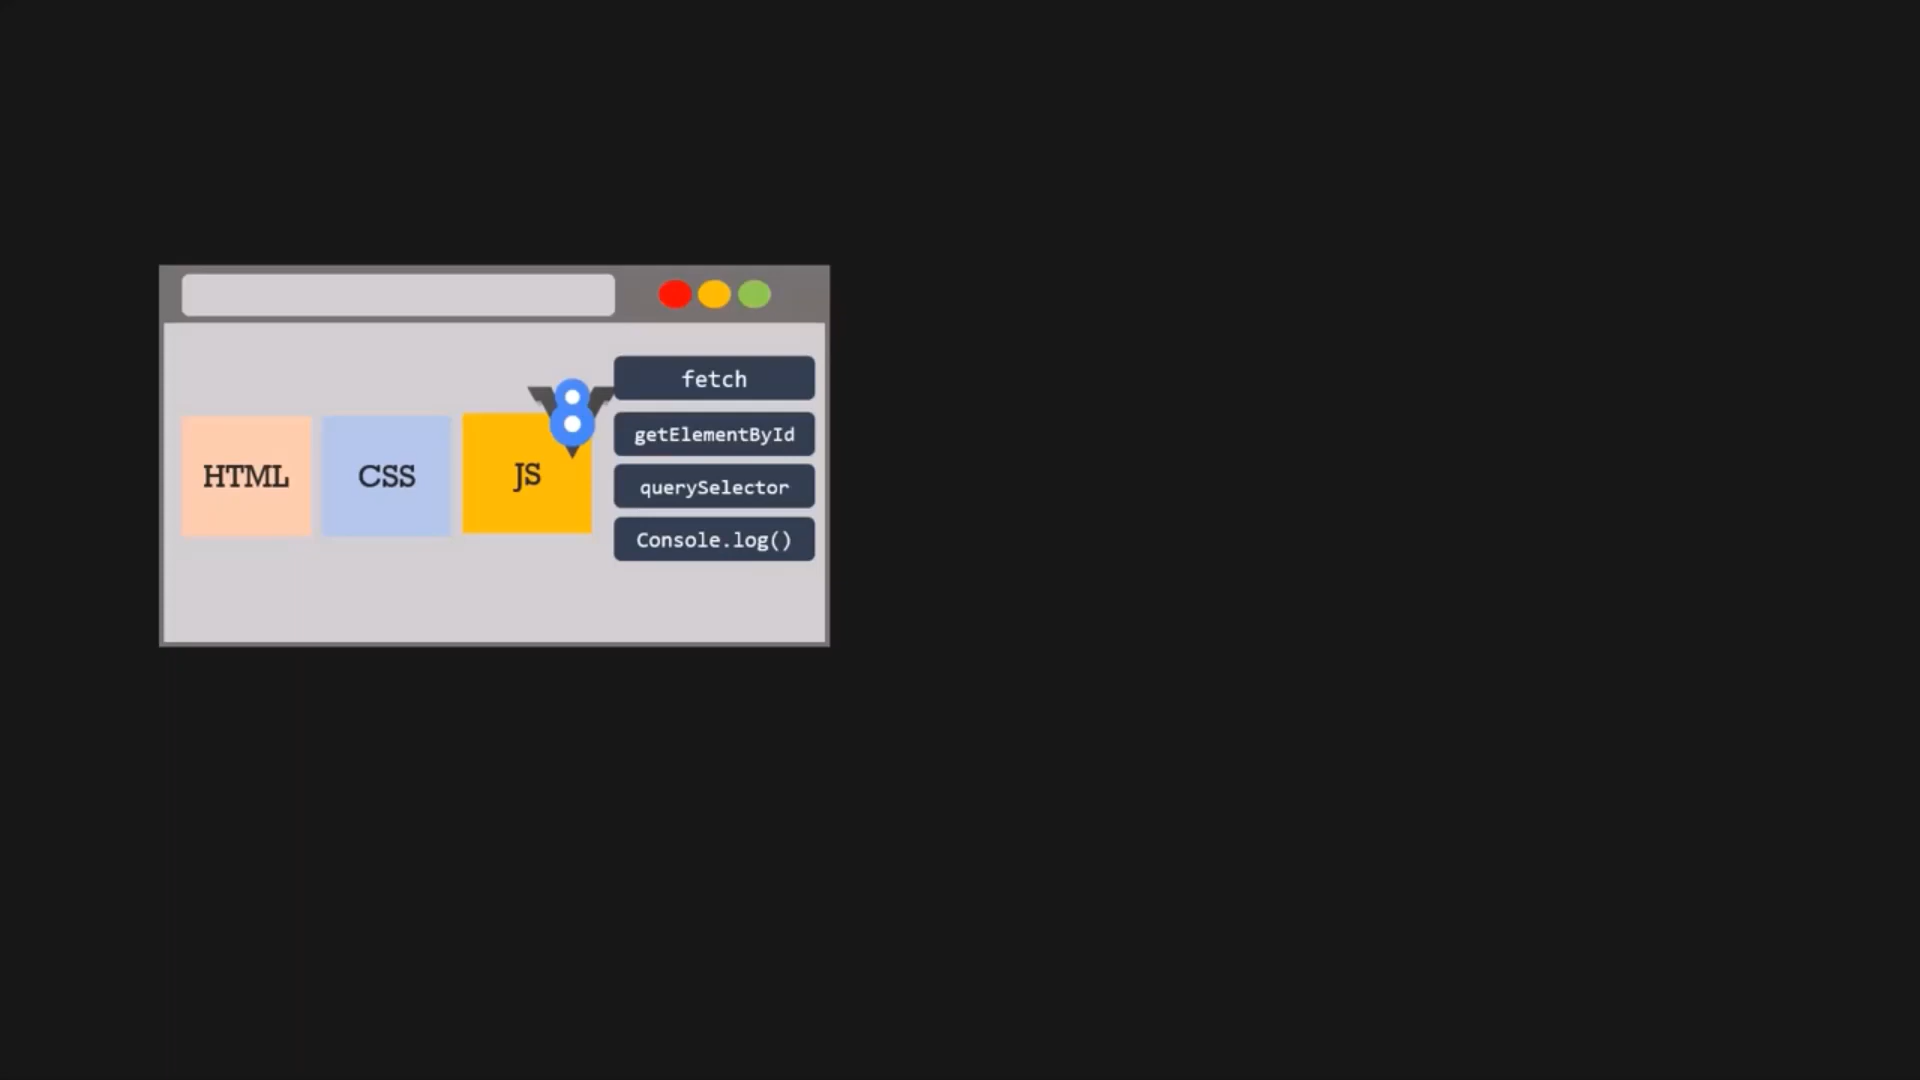 HTML
CSS
JS
fetch
getElementById
querySelector
Console.log()